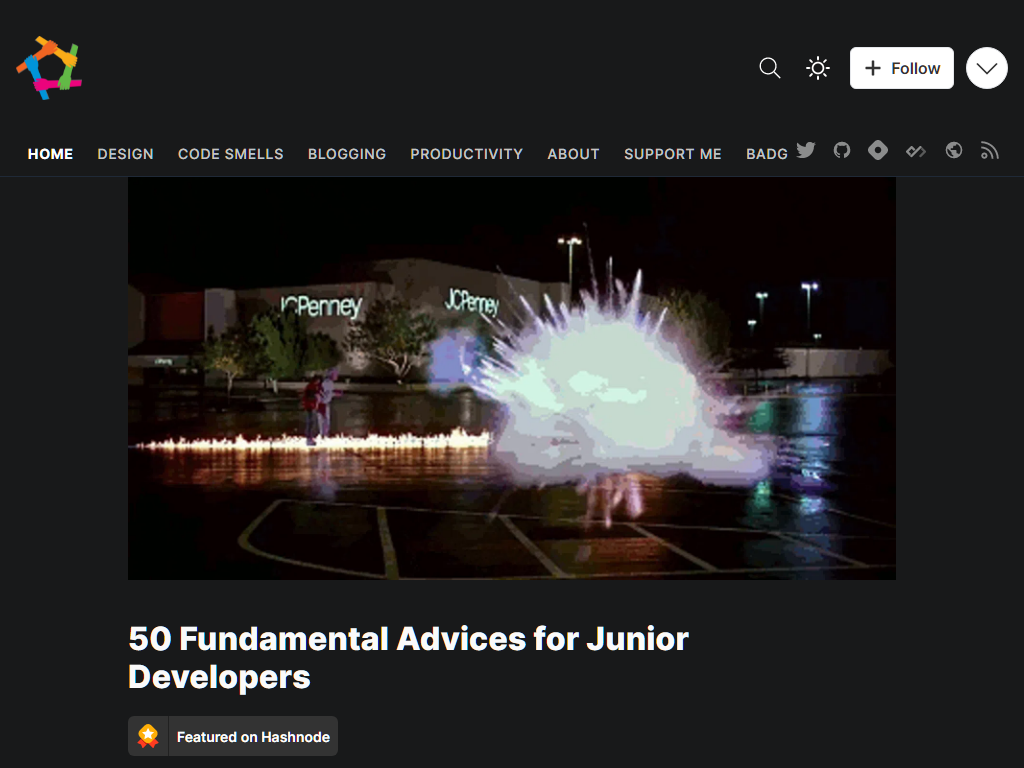 Follow
HOME DESIGN CODE SMELLS BLOGGING PRODUCTIVITY ABOUT SUPPORT ME BADG
JCPenney JCPenney
50 Fundamental Advices for Junior
Developers
Featured on Hashnode